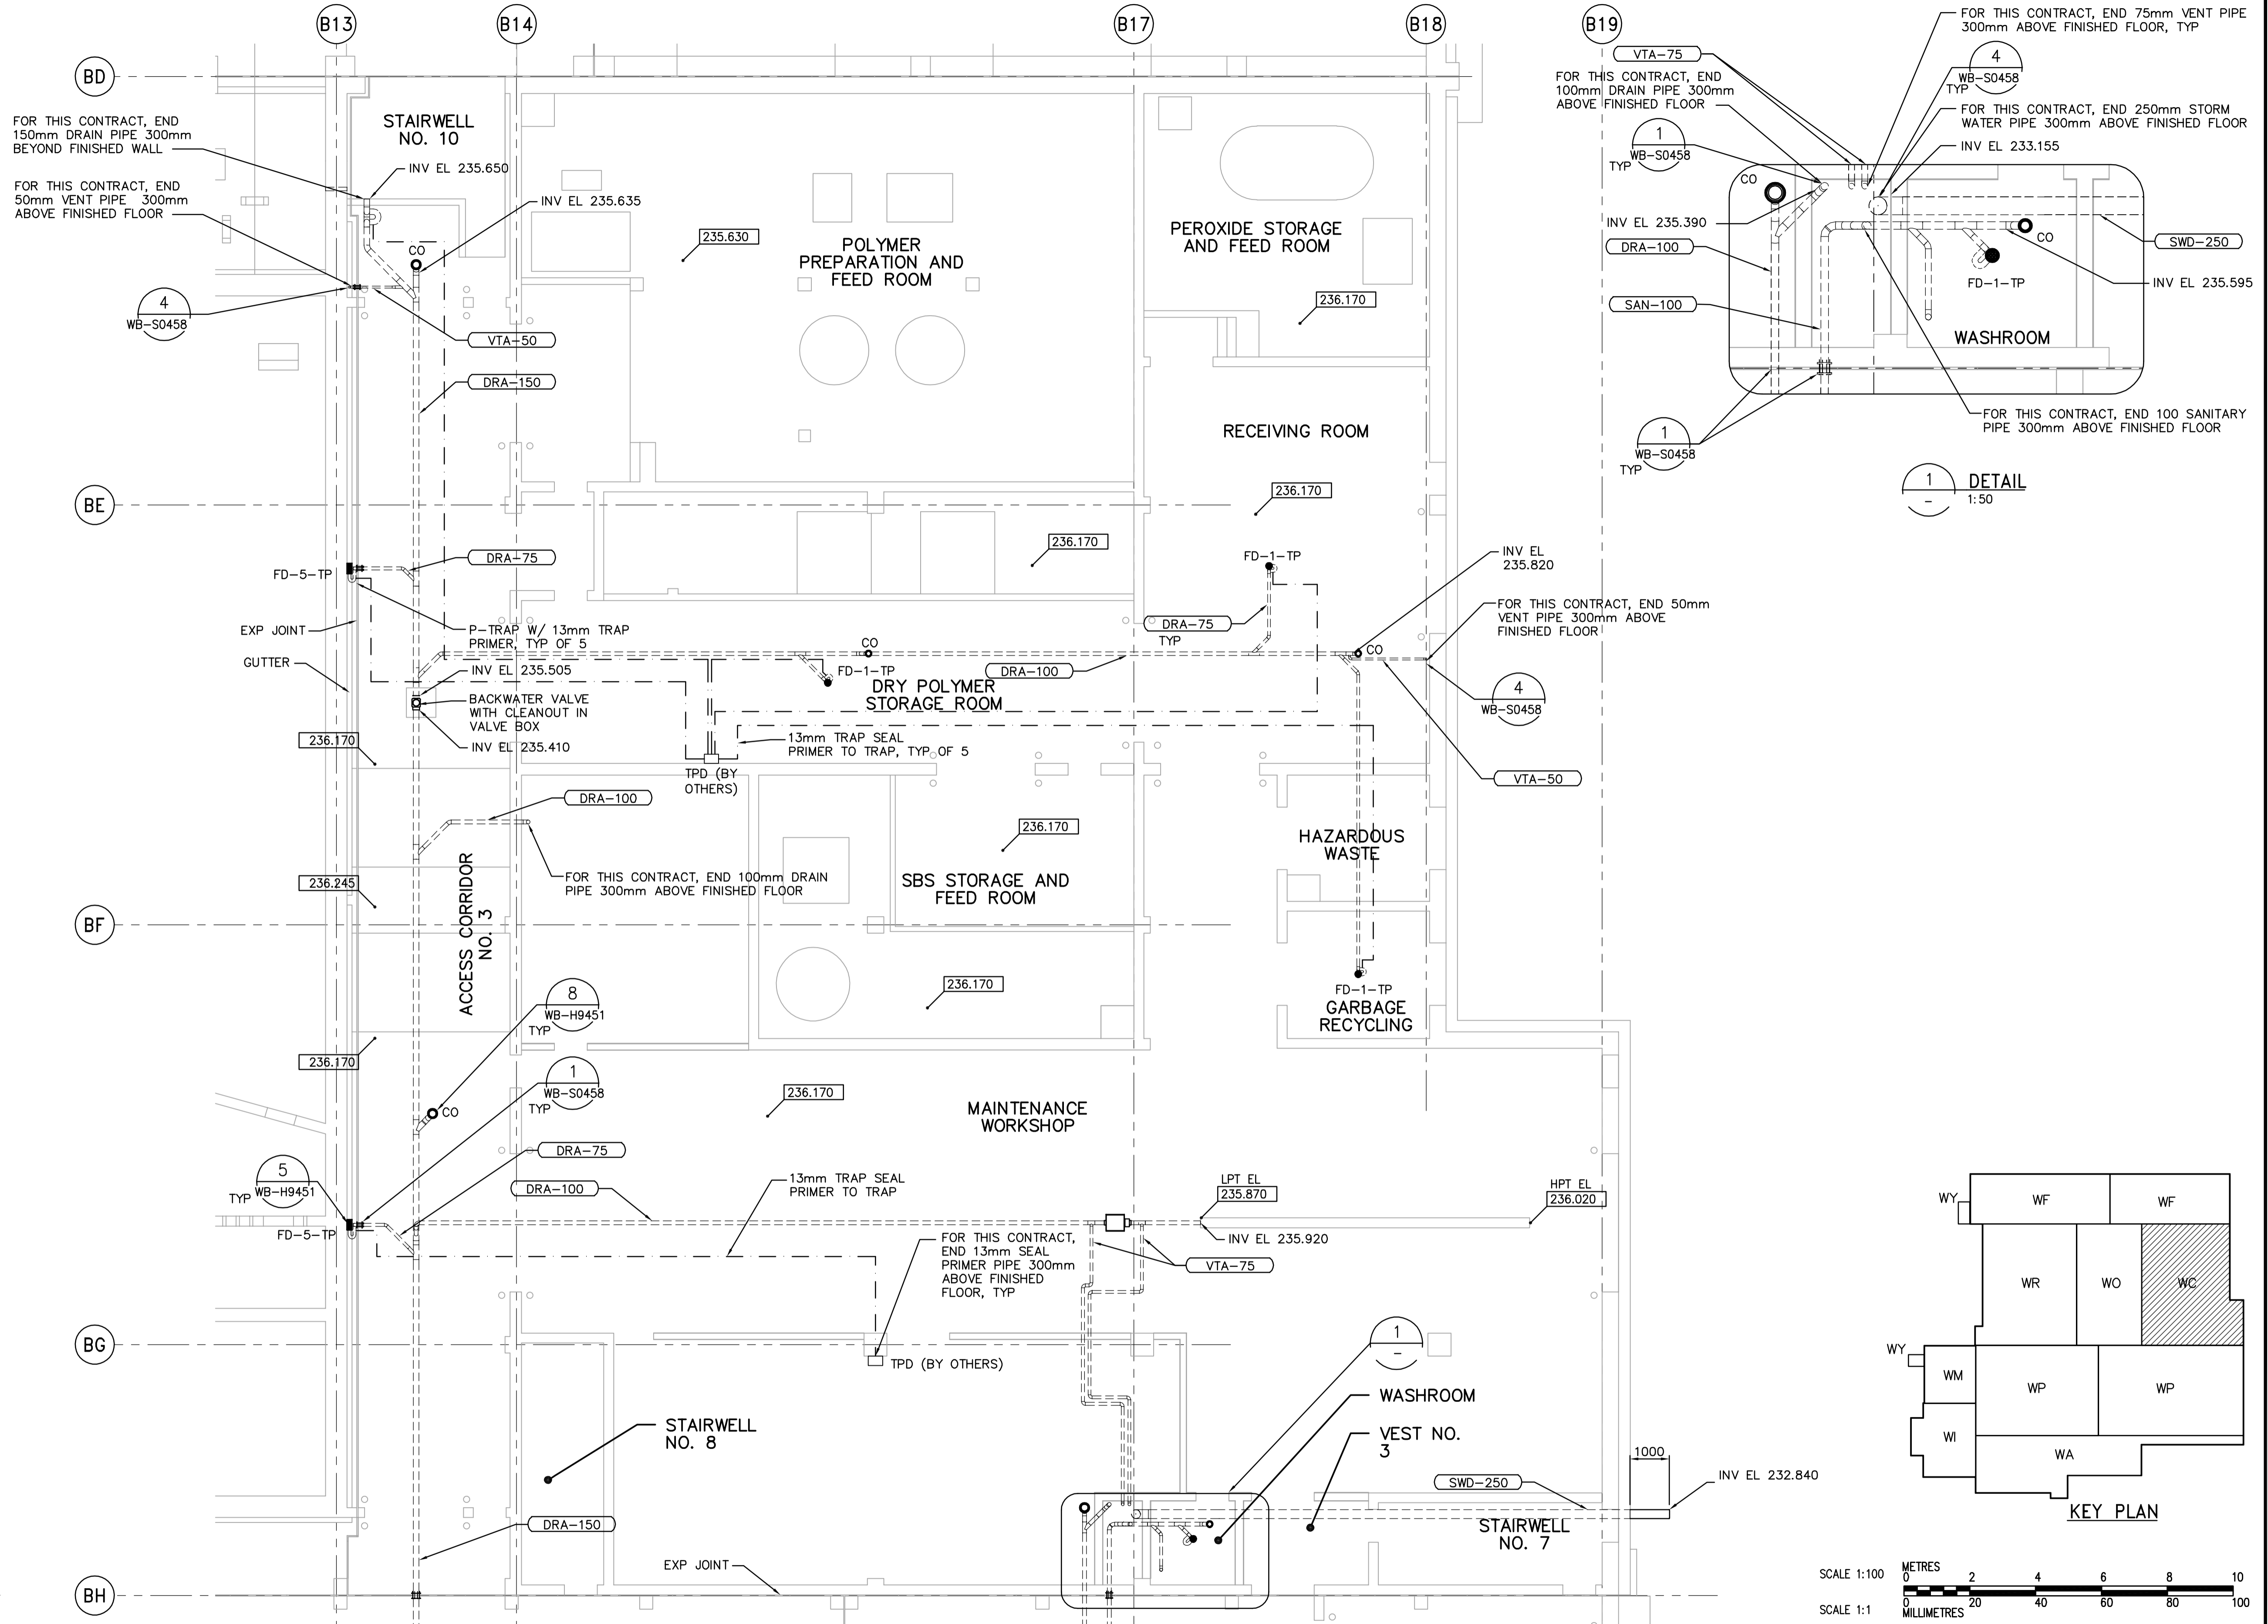 B13
B14
B17
B18
B19
BD
BE
BF
BG
BH
FOR THIS CONTRACT, END
150mm DRAIN PIPE 300mm
BEYOND FINISHED WALL
FOR THIS CONTRACT, END
50mm VENT PIPE 300mm
ABOVE FINISHED FLOOR
STAIRWELL
NO. 10
INV EL 235.650
INV EL 235.635
CO
4
WB-S0458
VTA-50
DRA-150
235.630
POLYMER
PREPARATION AND
FEED ROOM
PEROXIDE STORAGE
AND FEED ROOM
236.170
RECEIVING ROOM
236.170
236.170
FD-5-TP
DRA-75
EXP JOINT
GUTTER
P-TRAP W/ 13mm TRAP
PRIMER, TYP OF 5
INV EL 235.505
BACKWATER VALVE
WITH CLEANOUT IN
VALVE BOX
INV EL 235.410
236.170
CO
FD-1-TP
DRY POLYMER
STORAGE ROOM
DRA-100
FD-1-TP
DRA-75
TYP
INV EL
235.820
CO
FOR THIS CONTRACT, END 50mm
VENT PIPE 300mm ABOVE
FINISHED FLOOR
4
WB-S0458
VTA-50
13mm TRAP SEAL
PRIMER TO TRAP, TYP OF 5
TPD (BY
OTHERS)
DRA-100
FOR THIS CONTRACT, END 100mm DRAIN
PIPE 300mm ABOVE FINISHED FLOOR
236.245
ACCESS CORRIDOR
NO. 3
236.170
SBS STORAGE AND
FEED ROOM
HAZARDOUS
WASTE
236.170
FD-1-TP
GARBAGE
RECYCLING
8
WB-H9451
TYP
236.170
CO
1
WB-S0458
TYP
236.170
MAINTENANCE
WORKSHOP
DRA-75
5
WB-H9451
TYP
FD-5-TP
DRA-100
13mm TRAP SEAL
PRIMER TO TRAP
LPT EL
235.870
HPT EL
236.020
INV EL 235.920
VTA-75
FOR THIS CONTRACT,
END 13mm SEAL
PRIMER PIPE 300mm
ABOVE FINISHED
FLOOR, TYP
TPD (BY OTHERS)
1
–
STAIRWELL
NO. 8
WASHROOM
VEST NO.
3
1000
SWD-250
INV EL 232.840
DRA-150
STAIRWELL
NO. 7
EXP JOINT
VTA-75
FOR THIS CONTRACT, END 75mm VENT PIPE
300mm ABOVE FINISHED FLOOR, TYP
FOR THIS CONTRACT, END
100mm DRAIN PIPE 300mm
ABOVE FINISHED FLOOR
4
WB-S0458
TYP
FOR THIS CONTRACT, END 250mm STORM
WATER PIPE 300mm ABOVE FINISHED FLOOR
1
WB-S0458
TYP
INV EL 233.155
CO
INV EL 235.390
DRA-100
CO
SWD-250
FD-1-TP
INV EL 235.595
SAN-100
WASHROOM
FOR THIS CONTRACT, END 100 SANITARY
PIPE 300mm ABOVE FINISHED FLOOR
1
WB-S0458
TYP
1
–
DETAIL
1:50
WY
WF
WF
WR
WO
WC
WY
WM
WP
WP
WI
WA
KEY PLAN
SCALE 1:100
METRES
0 2 4 6 8 10
SCALE 1:1
0 60 20 40 60 80 100
MILLIMETRES